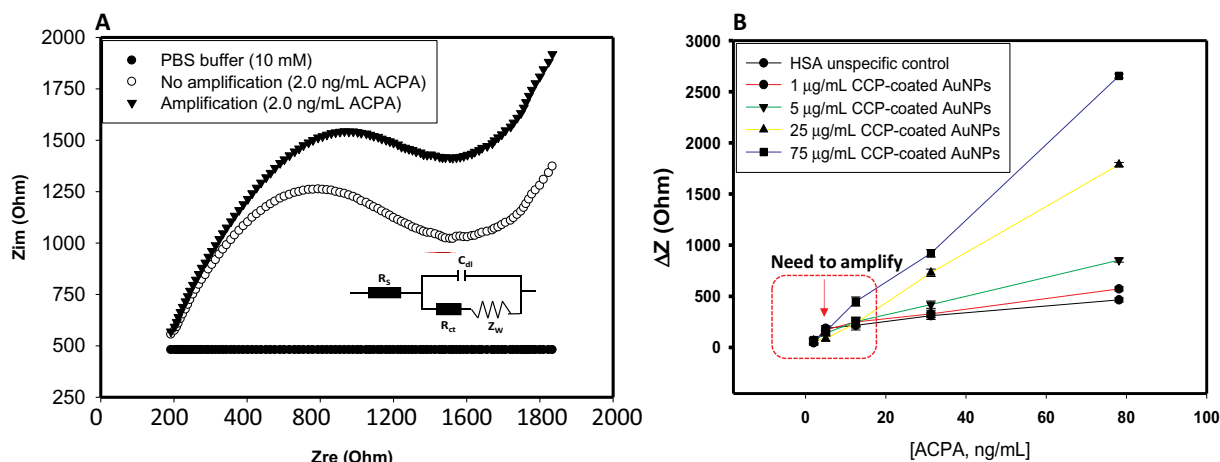 A
2000
1750
1500
1250
1000
750
500
250
PBS buffer (10 mM)
No amplification (2.0 ng/mL ACPA)
Amplification (2.0 ng/mL ACPA)
Cdl
Rs
Rct
Zw
0 200 400 800 1200 1600 1800 2000
Zre (Ohm)
Zim (Ohm)
B
3000
2500
2000
1500
1000
500
0
HSA unspecific control
1 µg/mL CCP-coated AuNPs
5 µg/mL CCP-coated AuNPs
25 µg/mL CCP-coated AuNPs
75 µg/mL CCP-coated AuNPs
Need to amplify
0 20 40 60 80 100
[ACPA, ng/mL]
ΔZ (Ohm)